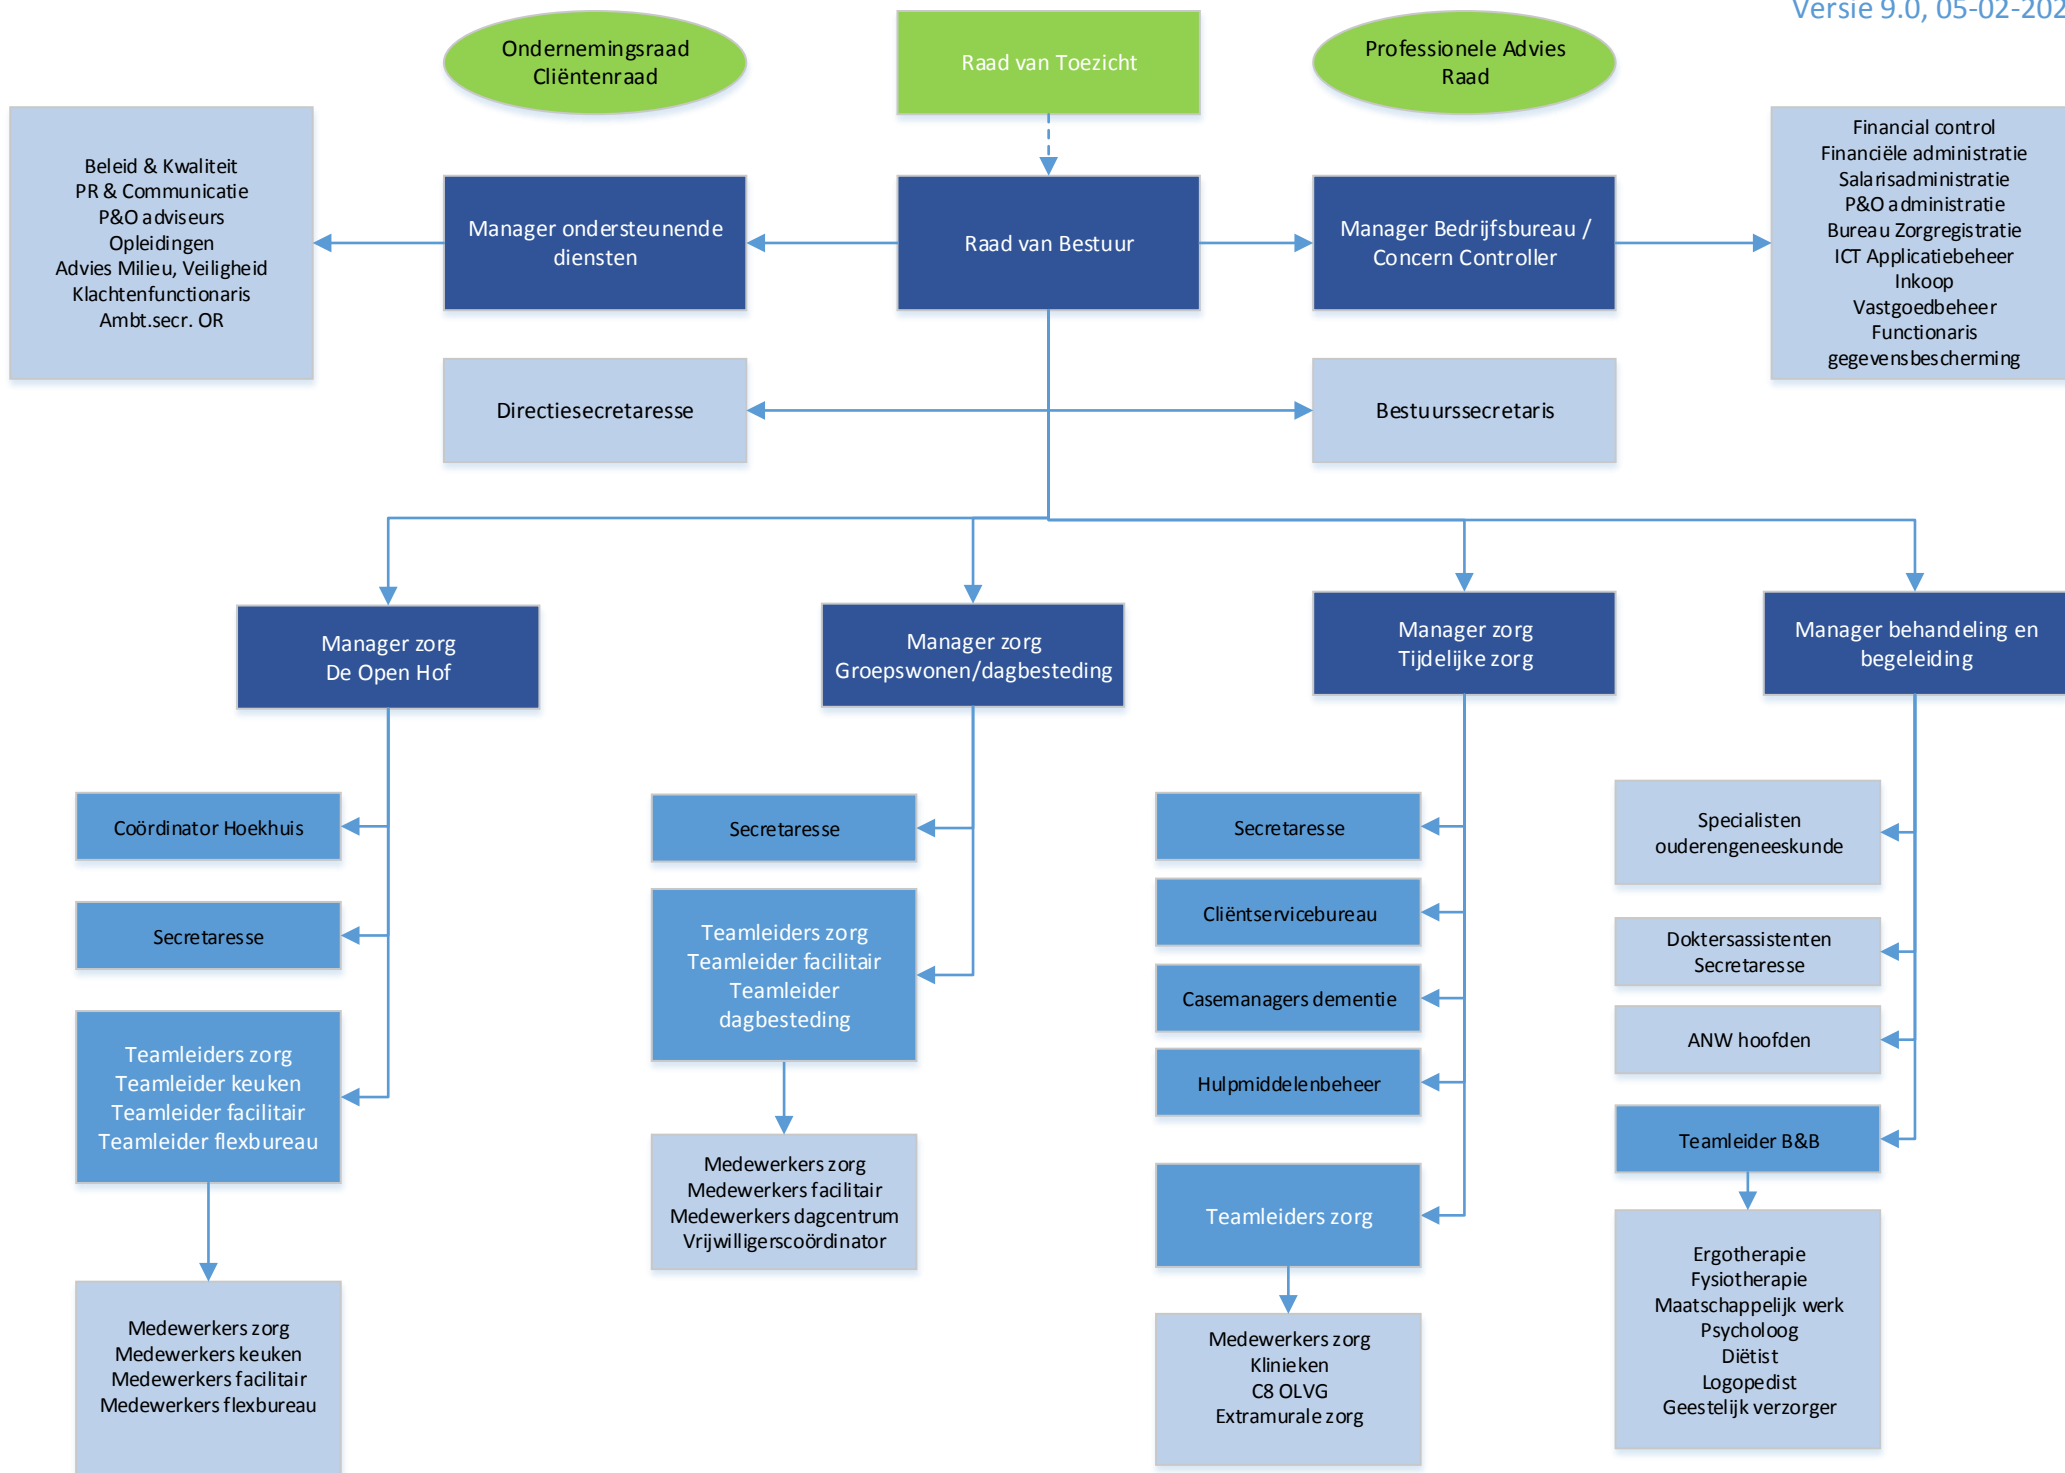 Versie 9.0, 05-02-202
Ondernemingsraad
Cliëntenraad
Raad van Toezicht
Professionele Advies
Raad
Beleid & Kwaliteit
PR & Communicatie
P&O adviseurs
Opleidingen
Advies Milieu, Veiligheid
Klachtenfunctionaris
Ambt.secr. OR
Manager ondersteunende
diensten
Raad van Bestuur
Manager Bedrijfsbureau /
Concern Controller
Financial control
Financiële administratie
Salarisadministratie
P&O administratie
Bureau Zorgregistratie
ICT Applicatiebeheer
Inkoop
Vastgoedbeheer
Functionaris
gegevensbescherming
Directiesecretaresse
Bestuurssecretaris
Manager zorg
De Open Hof
Manager zorg
Groepswonen/dagbesteding
Manager zorg
Tijdelijke zorg
Manager behandeling en
begeleiding
Coördinator Hoekhuis
Secretaresse
Teamleiders zorg
Teamleider keuken
Teamleider facilitair
Teamleider flexbureau
Medewerkers zorg
Medewerkers keuken
Medewerkers facilitair
Medewerkers flexbureau
Secretaresse
Teamleiders zorg
Teamleider facilitair
Teamleider
dagbesteding
Medewerkers zorg
Medewerkers facilitair
Medewerkers dagcentrum
Vrijwilligerscoördinator
Secretaresse
Cliëntservicebureau
Casemanagers dementie
Hulpmiddelenbeheer
Teamleiders zorg
Medewerkers zorg
Klinieken
C8 OLVG
Extramurale zorg
Specialisten
ouderengeneeskunde
Doktersassistenten
Secretaresse
ANW hoofden
Teamleider B&B
Ergotherapie
Fysiotherapie
Maatschappelijk werk
Psycholoog
Diëtist
Logopedist
Geestelijk verzorger